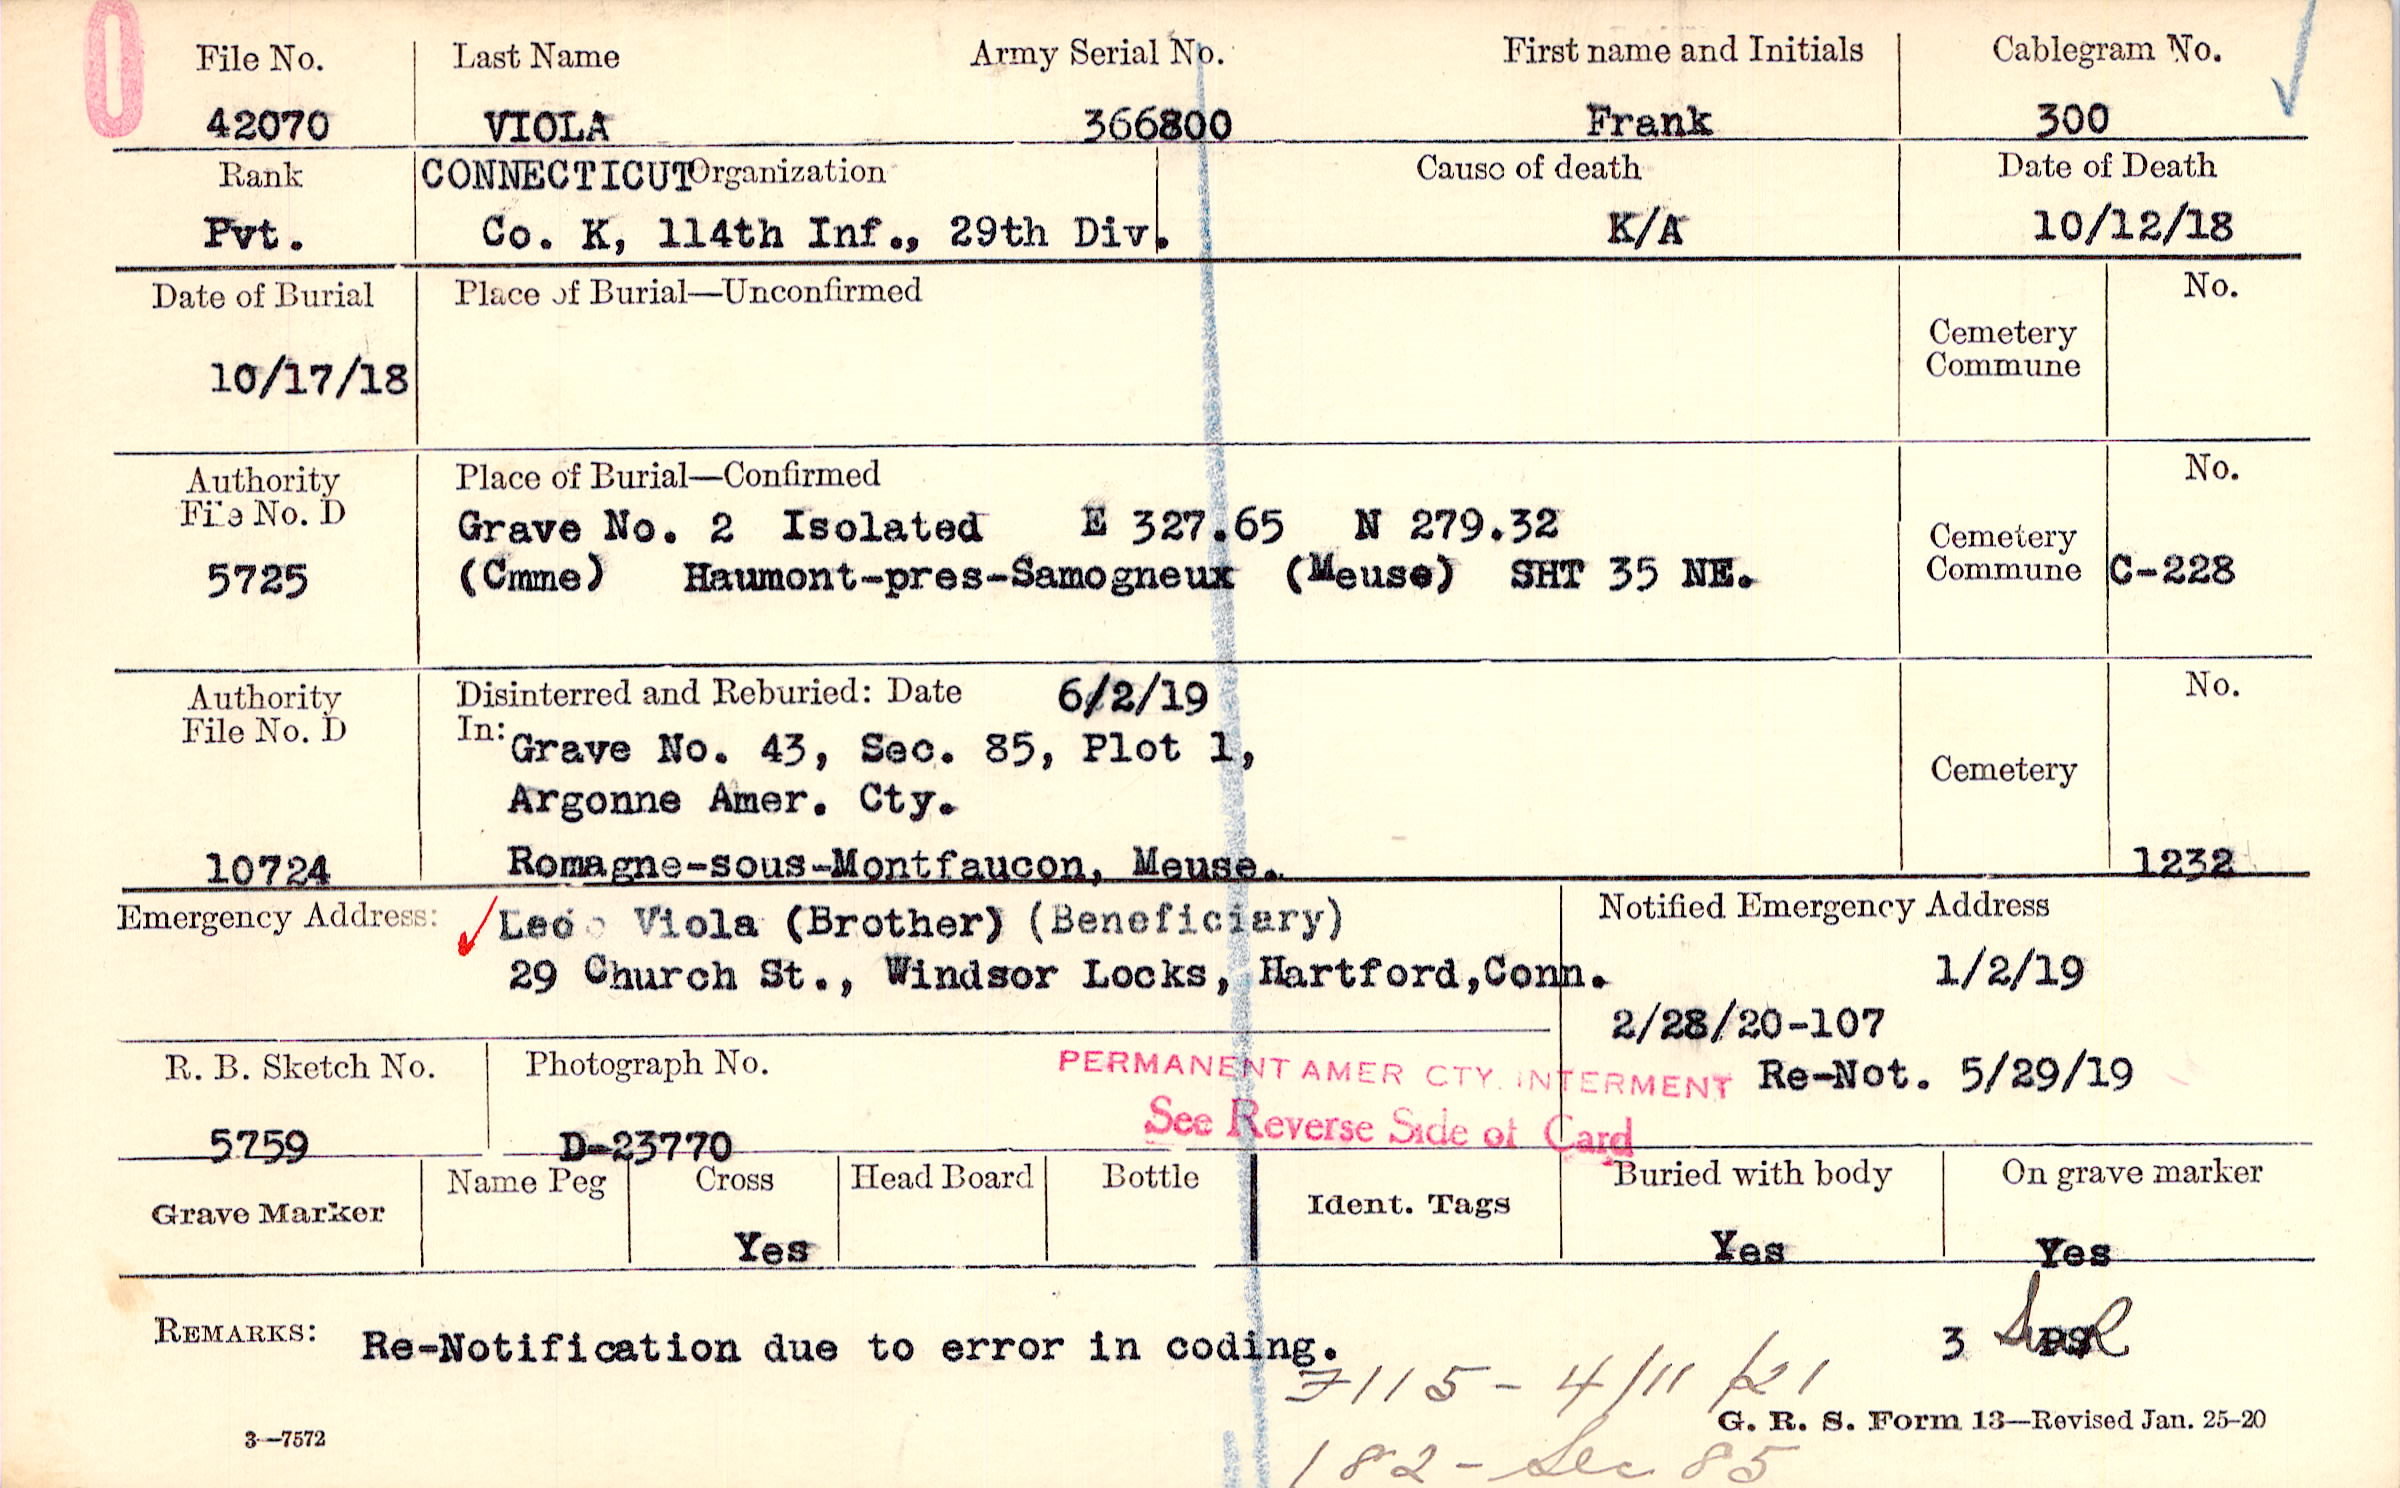 File No. Last Name Army Serial No. First name and Initials Cablegram No.
42070 VIOLA 366800 Frank 300
Rank CONNECTICUT Organization Cause of death Date of Death
Pvt. Co. K, 114th Inf., 29th Div. K/A 10/12/18
Date of Burial Place of Burial—Unconfirmed No.
Cemetery
Commune
10/17/18
Authority Place of Burial—Confirmed No.
File No. D
Grave No. 2 Isolated E 327.65 N 279.32 Cemetery
5725 (Cmne) Haumont-pres-Samogneux (Meuse) SHT 35 NE. Commune C-228
Authority Disinterred and Reburied: Date 6/2/19 No.
File No. D In: Grave No. 43, Sec. 85, Plot 1,
Cemetery
Argonne Amer. Cty.
10724 Romagne-sous-Montfaucon, Meuse. 1232
Emergency Address: Leo Viola (Brother) (Beneficiary) Notified Emergency Address
29 Church St., Windsor Locks, Hartford,Conn. 1/2/19
2/28/20-107
R. B. Sketch No. Photograph No. PERMANENT AMER CTY. INTERMENT Re-Not. 5/29/19
See Reverse Side of Card
5759 D-23770
Grave Marker Name Peg Cross Head Board Bottle Ident. Tags Buried with body On grave marker
Yes Yes Yes
REMARKS: Re-Notification due to error in coding. 3 PS
7115 - 4/11/21
G. R. S. Form 13—Revised Jan. 25-20
3—7572
182 - Sec 85